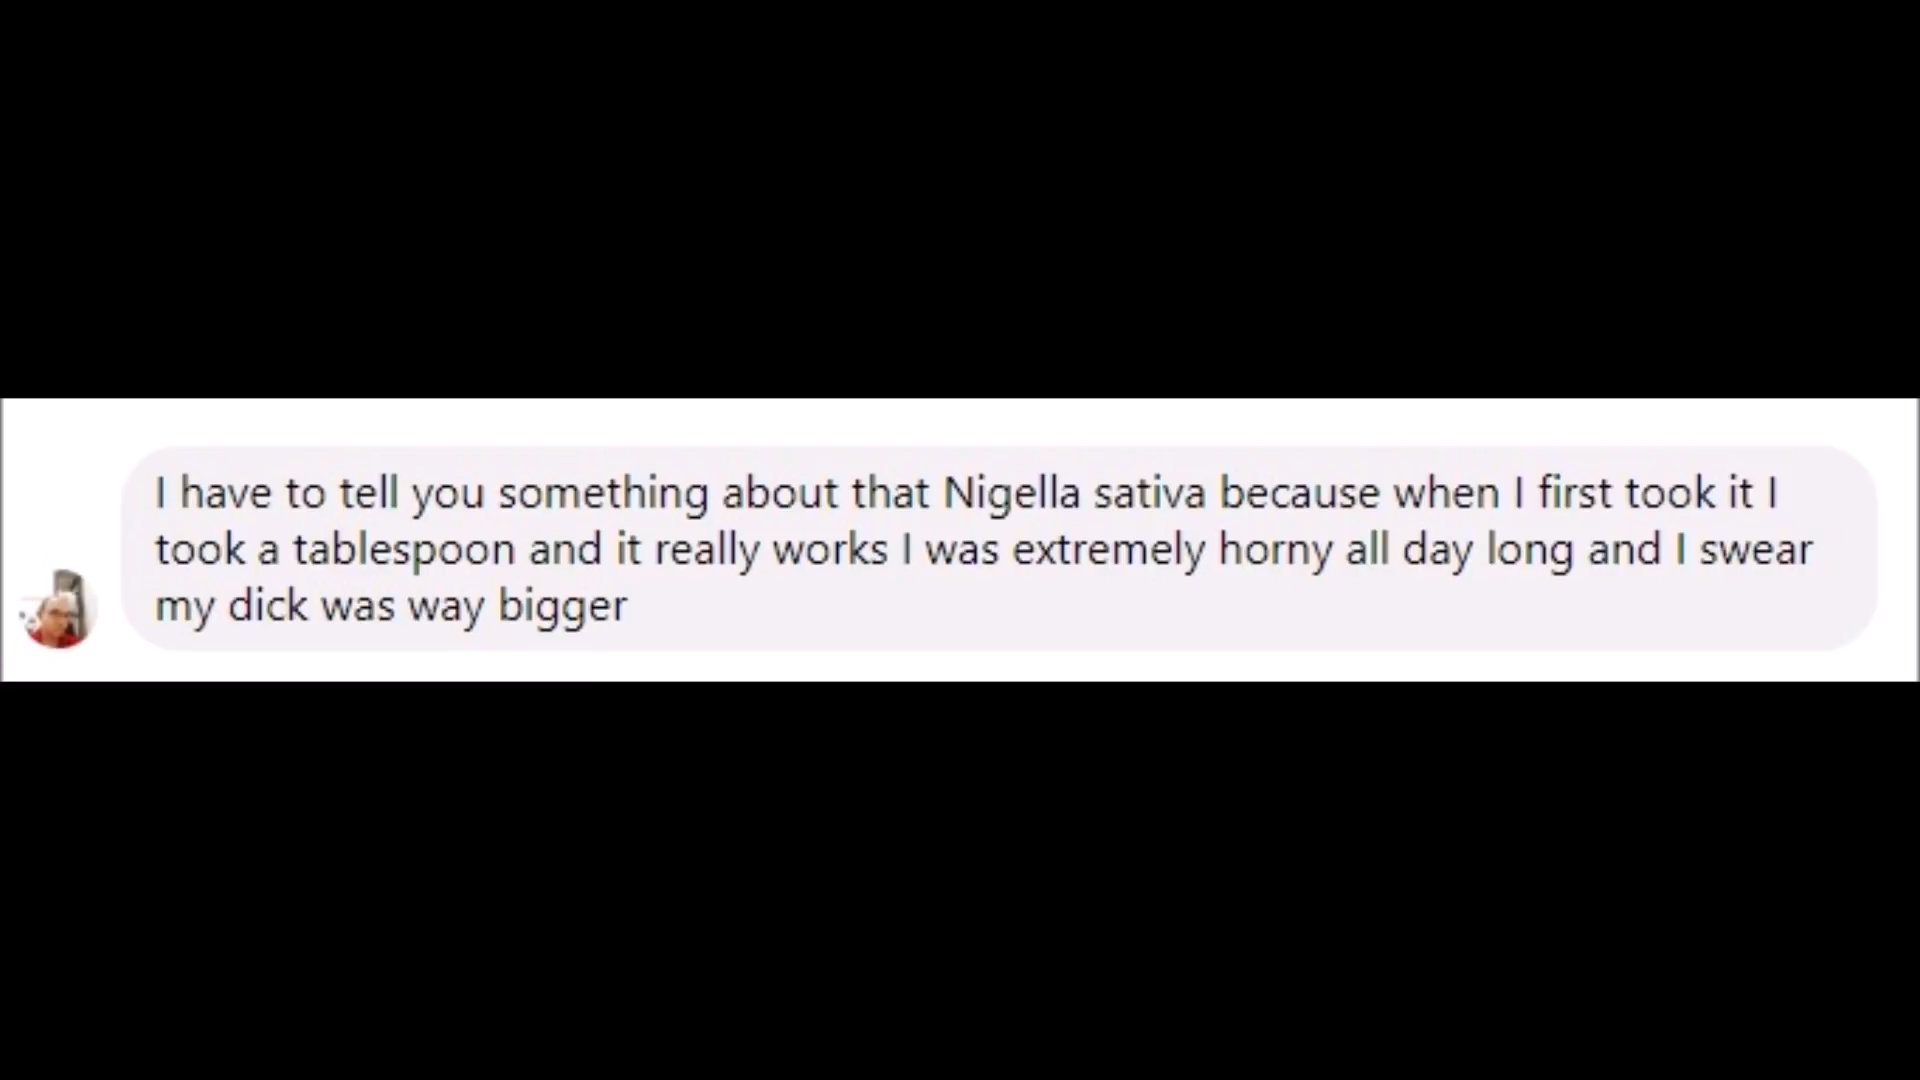 I have to tell you something about that Nigella sativa because when I first took it I
took a tablespoon and it really works I was extremely horny all day long and I swear
my dick was way bigger